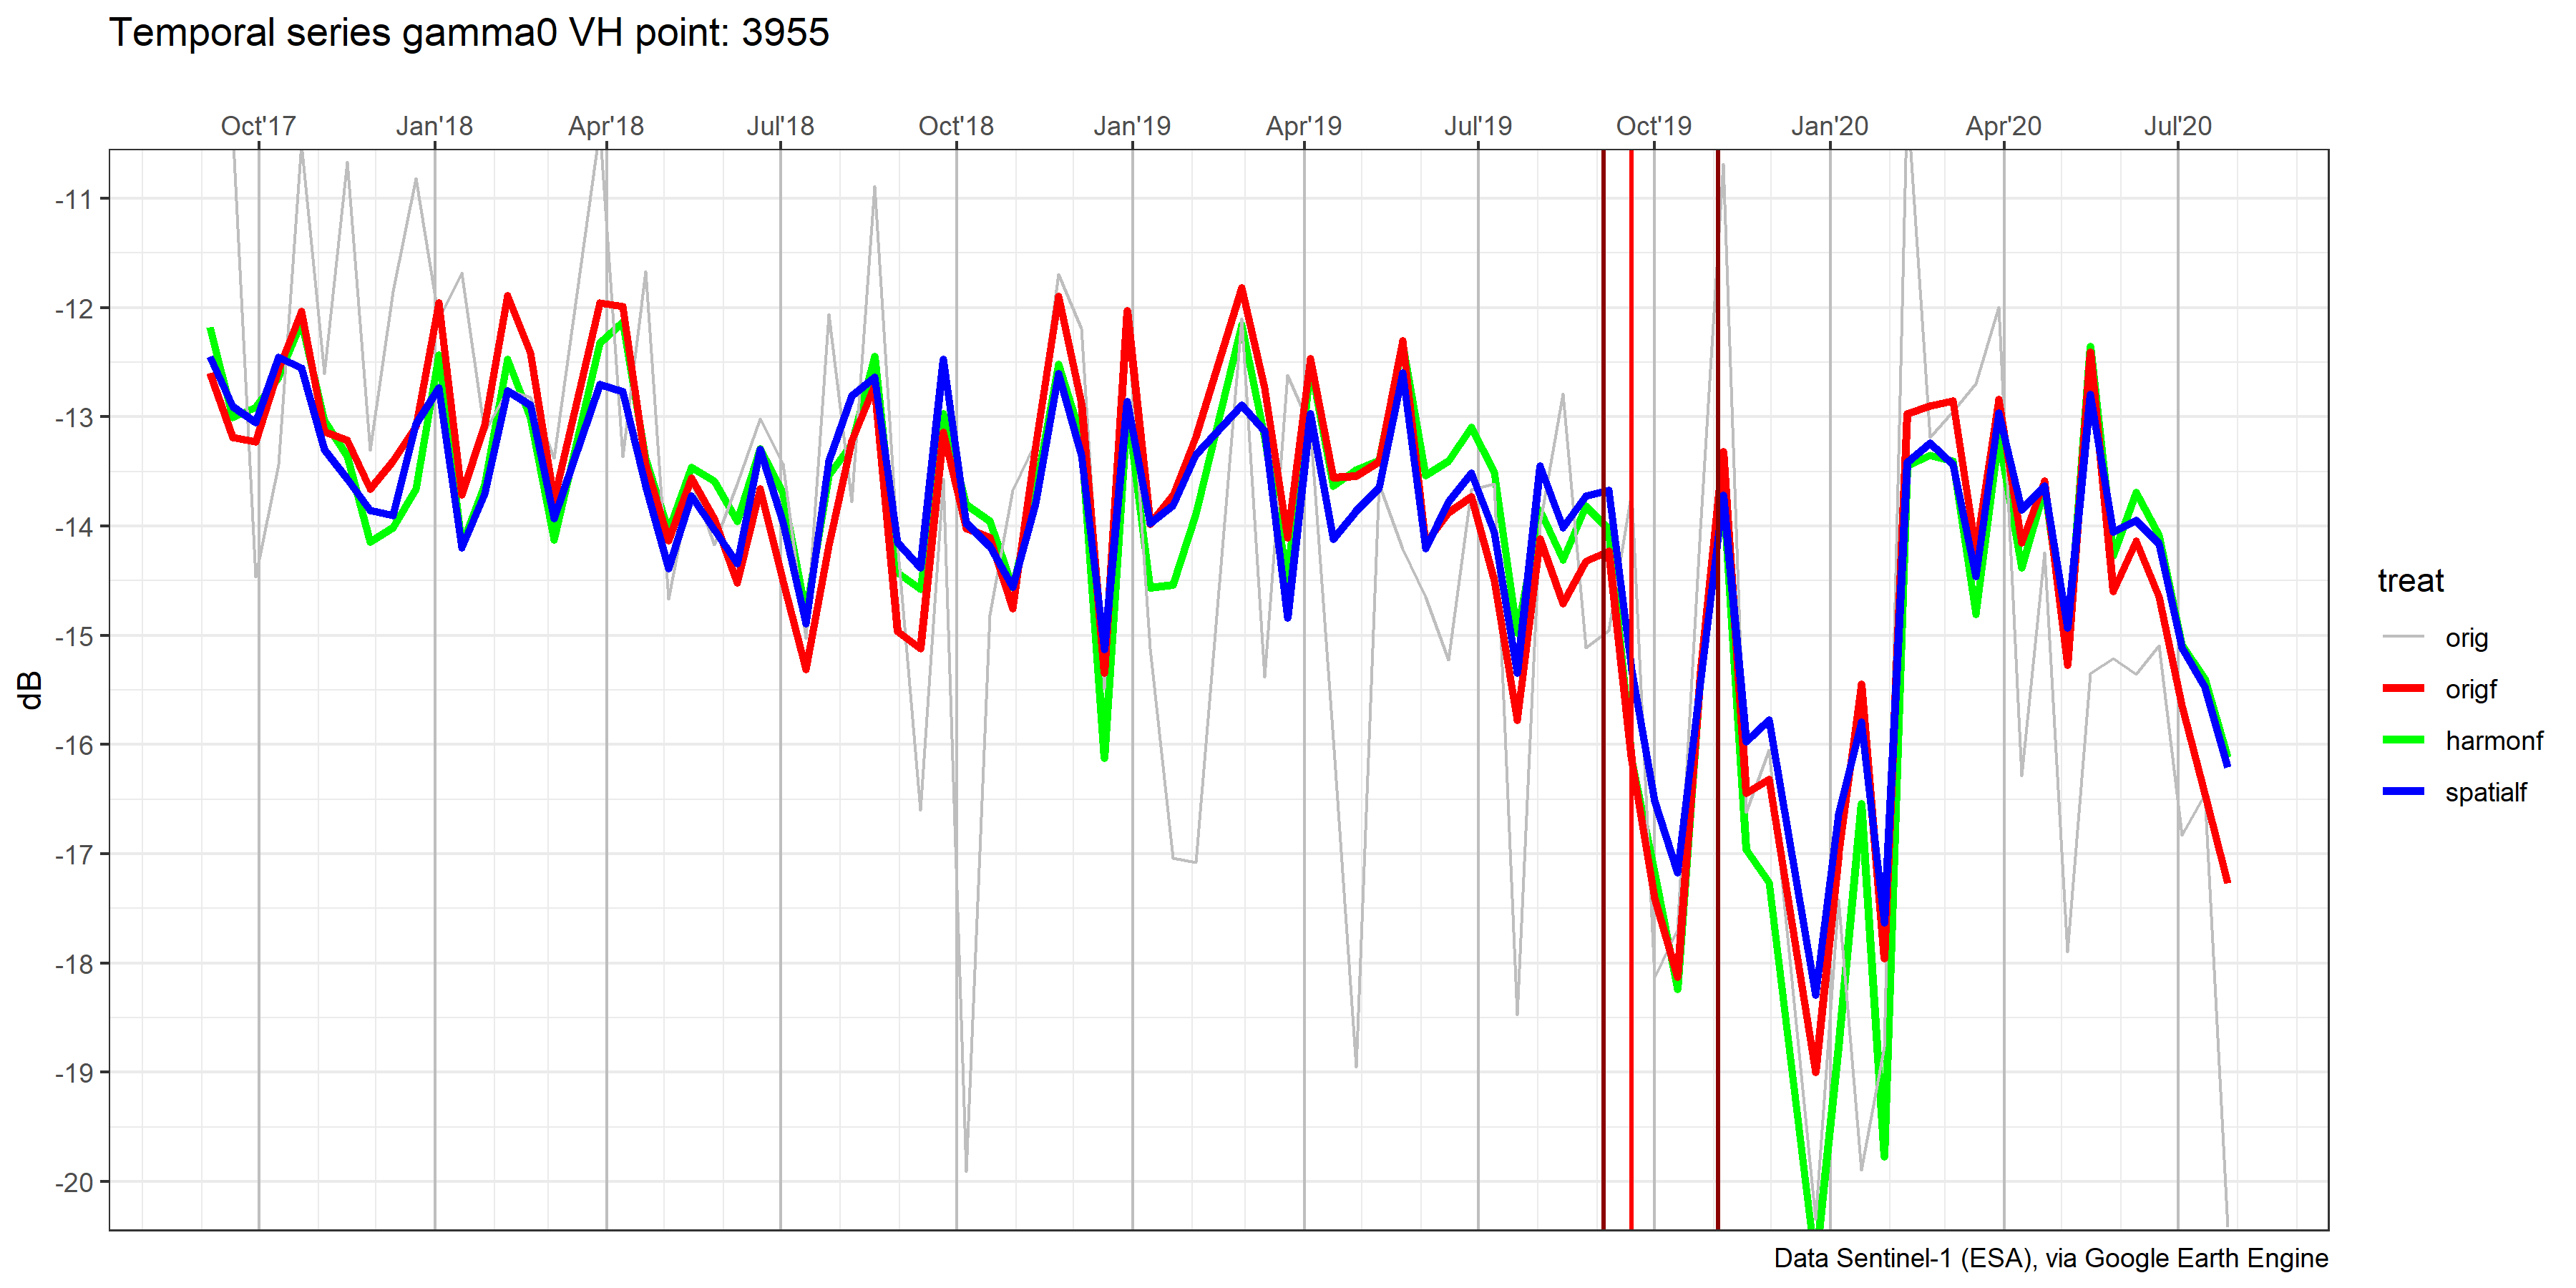 Temporal series gamma0 VH point: 3955
Oct'17 Jan'18 Apr'18 Jul'18 Oct'18 Jan'19 Apr'19 Jul'19 Oct'19 Jan'20 Apr'20 Jul'20
-11
-12
-13
-14
-15
-16
-17
-18
-19
-20
dB
treat
orig
origf
harmonf
spatialf
Data Sentinel-1 (ESA), via Google Earth Engine